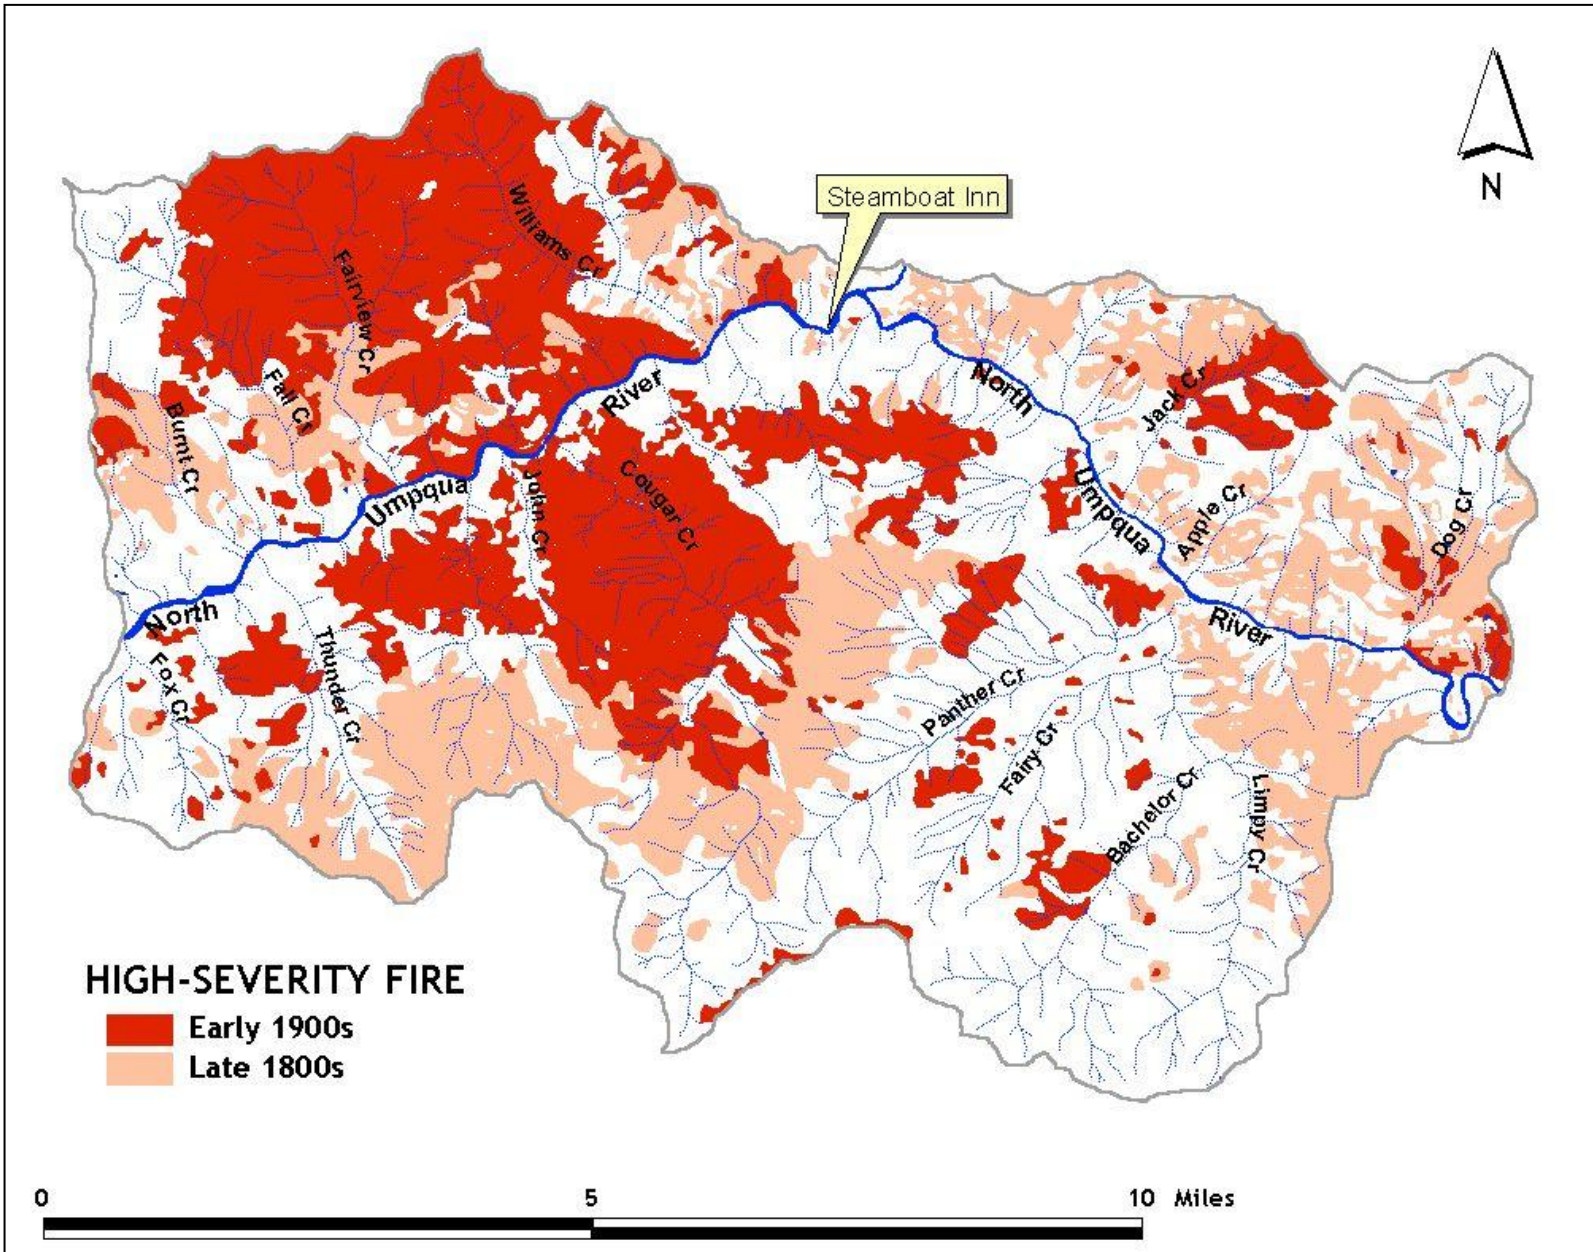 N
Steamboat Inn
Williams Cr
Fairview Cr
Fall Cr
Burnt Cr
River
North
Jack Cr
Umpqua
John Cr
Cougar Cr
Umpqua
Apple Cr
Dog Cr
North
River
Fox Cr
Thunder Cr
Panther Cr
Fairy Cr
Bachelor Cr
Limpy Cr
HIGH-SEVERITY FIRE
Early 1900s
Late 1800s
0 5 10 Miles